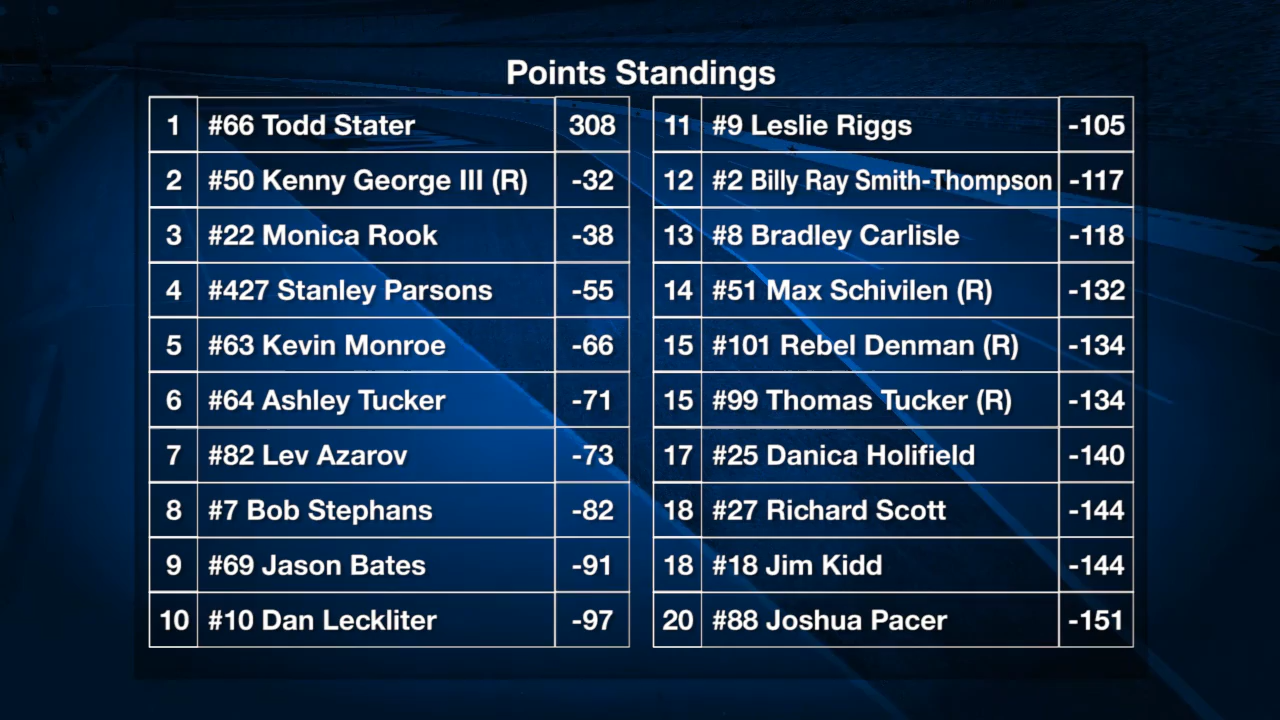 Points Standings
1 #66 Todd Stater 308
2 #50 Kenny George III (R) -32
3 #22 Monica Rook -38
4 #427 Stanley Parsons -55
5 #63 Kevin Monroe -66
6 #64 Ashley Tucker -71
7 #82 Lev Azarov -73
8 #7 Bob Stephans -82
9 #69 Jason Bates -91
10 #10 Dan Leckliter -97
11 #9 Leslie Riggs -105
12 #2 Billy Ray Smith-Thompson -117
13 #8 Bradley Carlisle -118
14 #51 Max Schivilen (R) -132
15 #101 Rebel Denman (R) -134
15 #99 Thomas Tucker (R) -134
17 #25 Danica Holifield -140
18 #27 Richard Scott -144
18 #18 Jim Kidd -144
20 #88 Joshua Pacer -151